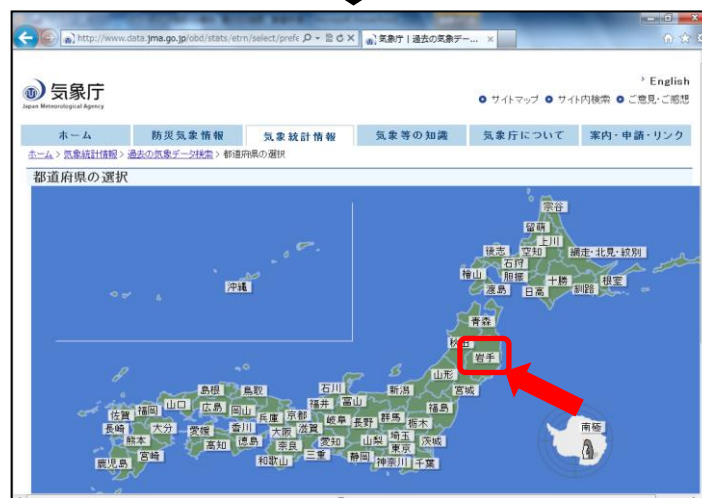 http://www.data.jma.go.jp/obd/stats/etrn/select/prefe
気象庁｜過去の気象デー...
気象庁
Japan Meteorological Agency
English
サイトマップ サイト内検索 ご意見・ご感想
ホーム 防災気象情報 気象統計情報 気象等の知識 気象庁について 案内・申請・リンク
ホーム > 気象統計情報 > 過去の気象データ検索 > 都道府県の選択
都道府県の選択
宗谷
留萌
上川
後志 空知 網走・北見・紋別
石狩
檜山 胆振 十勝 根室
渡島 日高 釧路
沖縄
青森
秋田
岩手
山形
宮城
島根 鳥取 石川 新潟
福井 富山 福島
佐賀 福岡 山口 広島 岡山 兵庫 京都 岐阜 長野 群馬 栃木
長崎 大分 愛媛 香川 大阪 滋賀 埼玉
熊本 高知 徳島 奈良 愛知 山梨 東京 茨城
鹿児島 宮崎 和歌山 三重 静岡 神奈川 千葉
南極